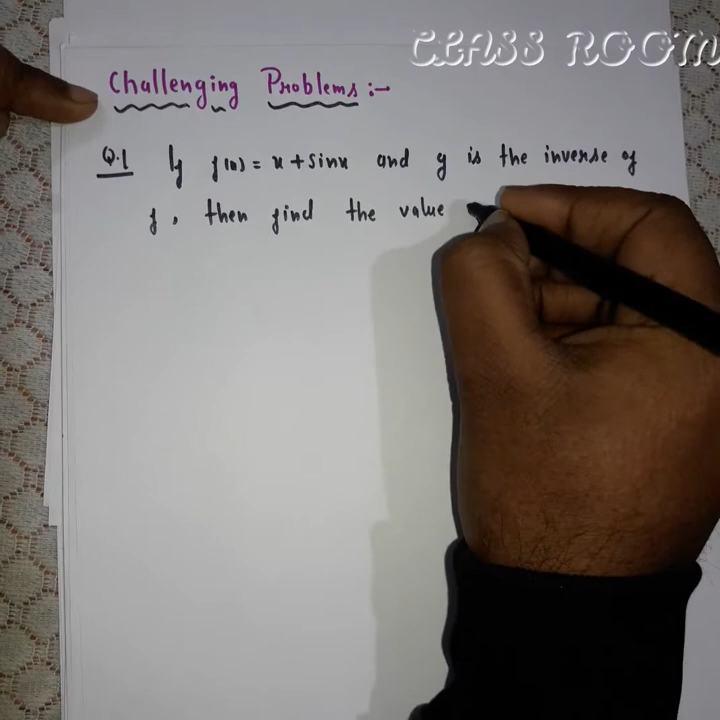 CLASS ROOM
Challenging Problems :-
Q.1 If f(x) = x + sinx and g is the inverse of
f, then find the value